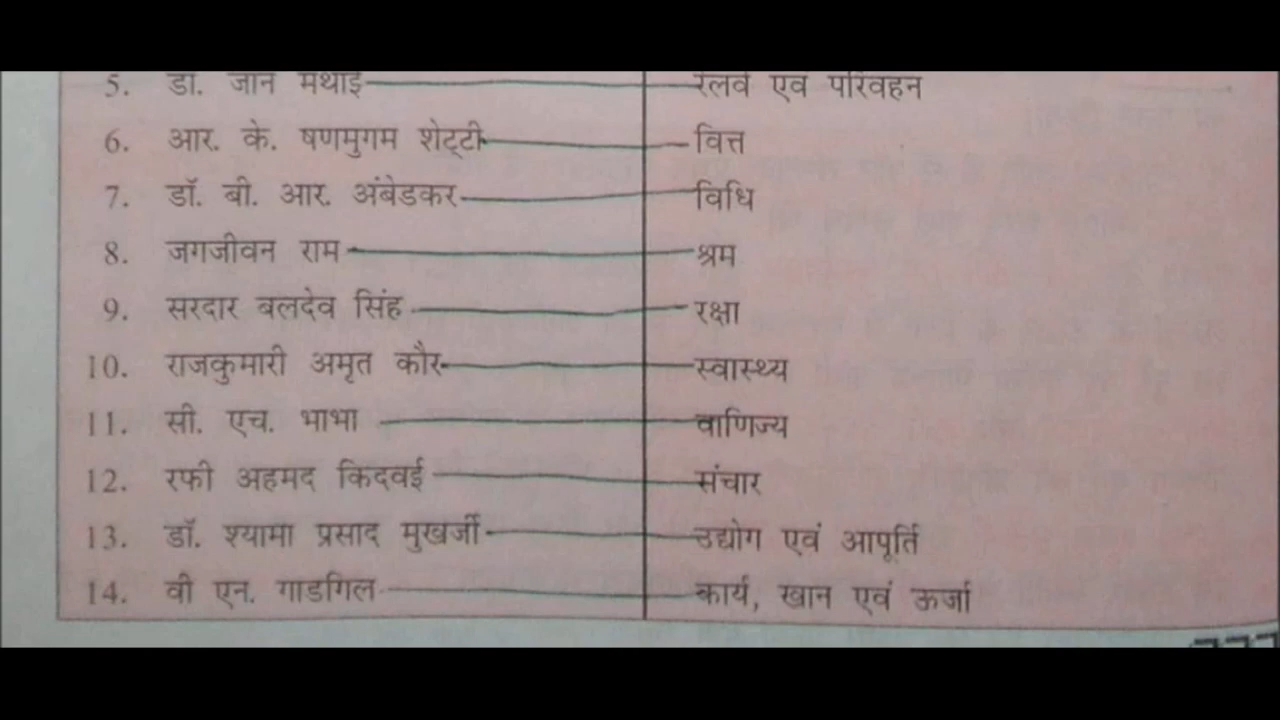 5. डा. जान मथाई रेलवे एवं परिवहन
6. आर. के. षणमुगम शेट्टी वित्त
7. डॉ. बी. आर. अंबेडकर विधि
8. जगजीवन राम श्रम
9. सरदार बलदेव सिंह रक्षा
10. राजकुमारी अमृत कौर स्वास्थ्य
11. सी. एच. भाभा वाणिज्य
12. रफी अहमद किदवई संचार
13. डॉ. श्यामा प्रसाद मुखर्जी उद्योग एवं आपूर्ति
14. वी एन. गाडगिल कार्य, खान एवं ऊर्जा